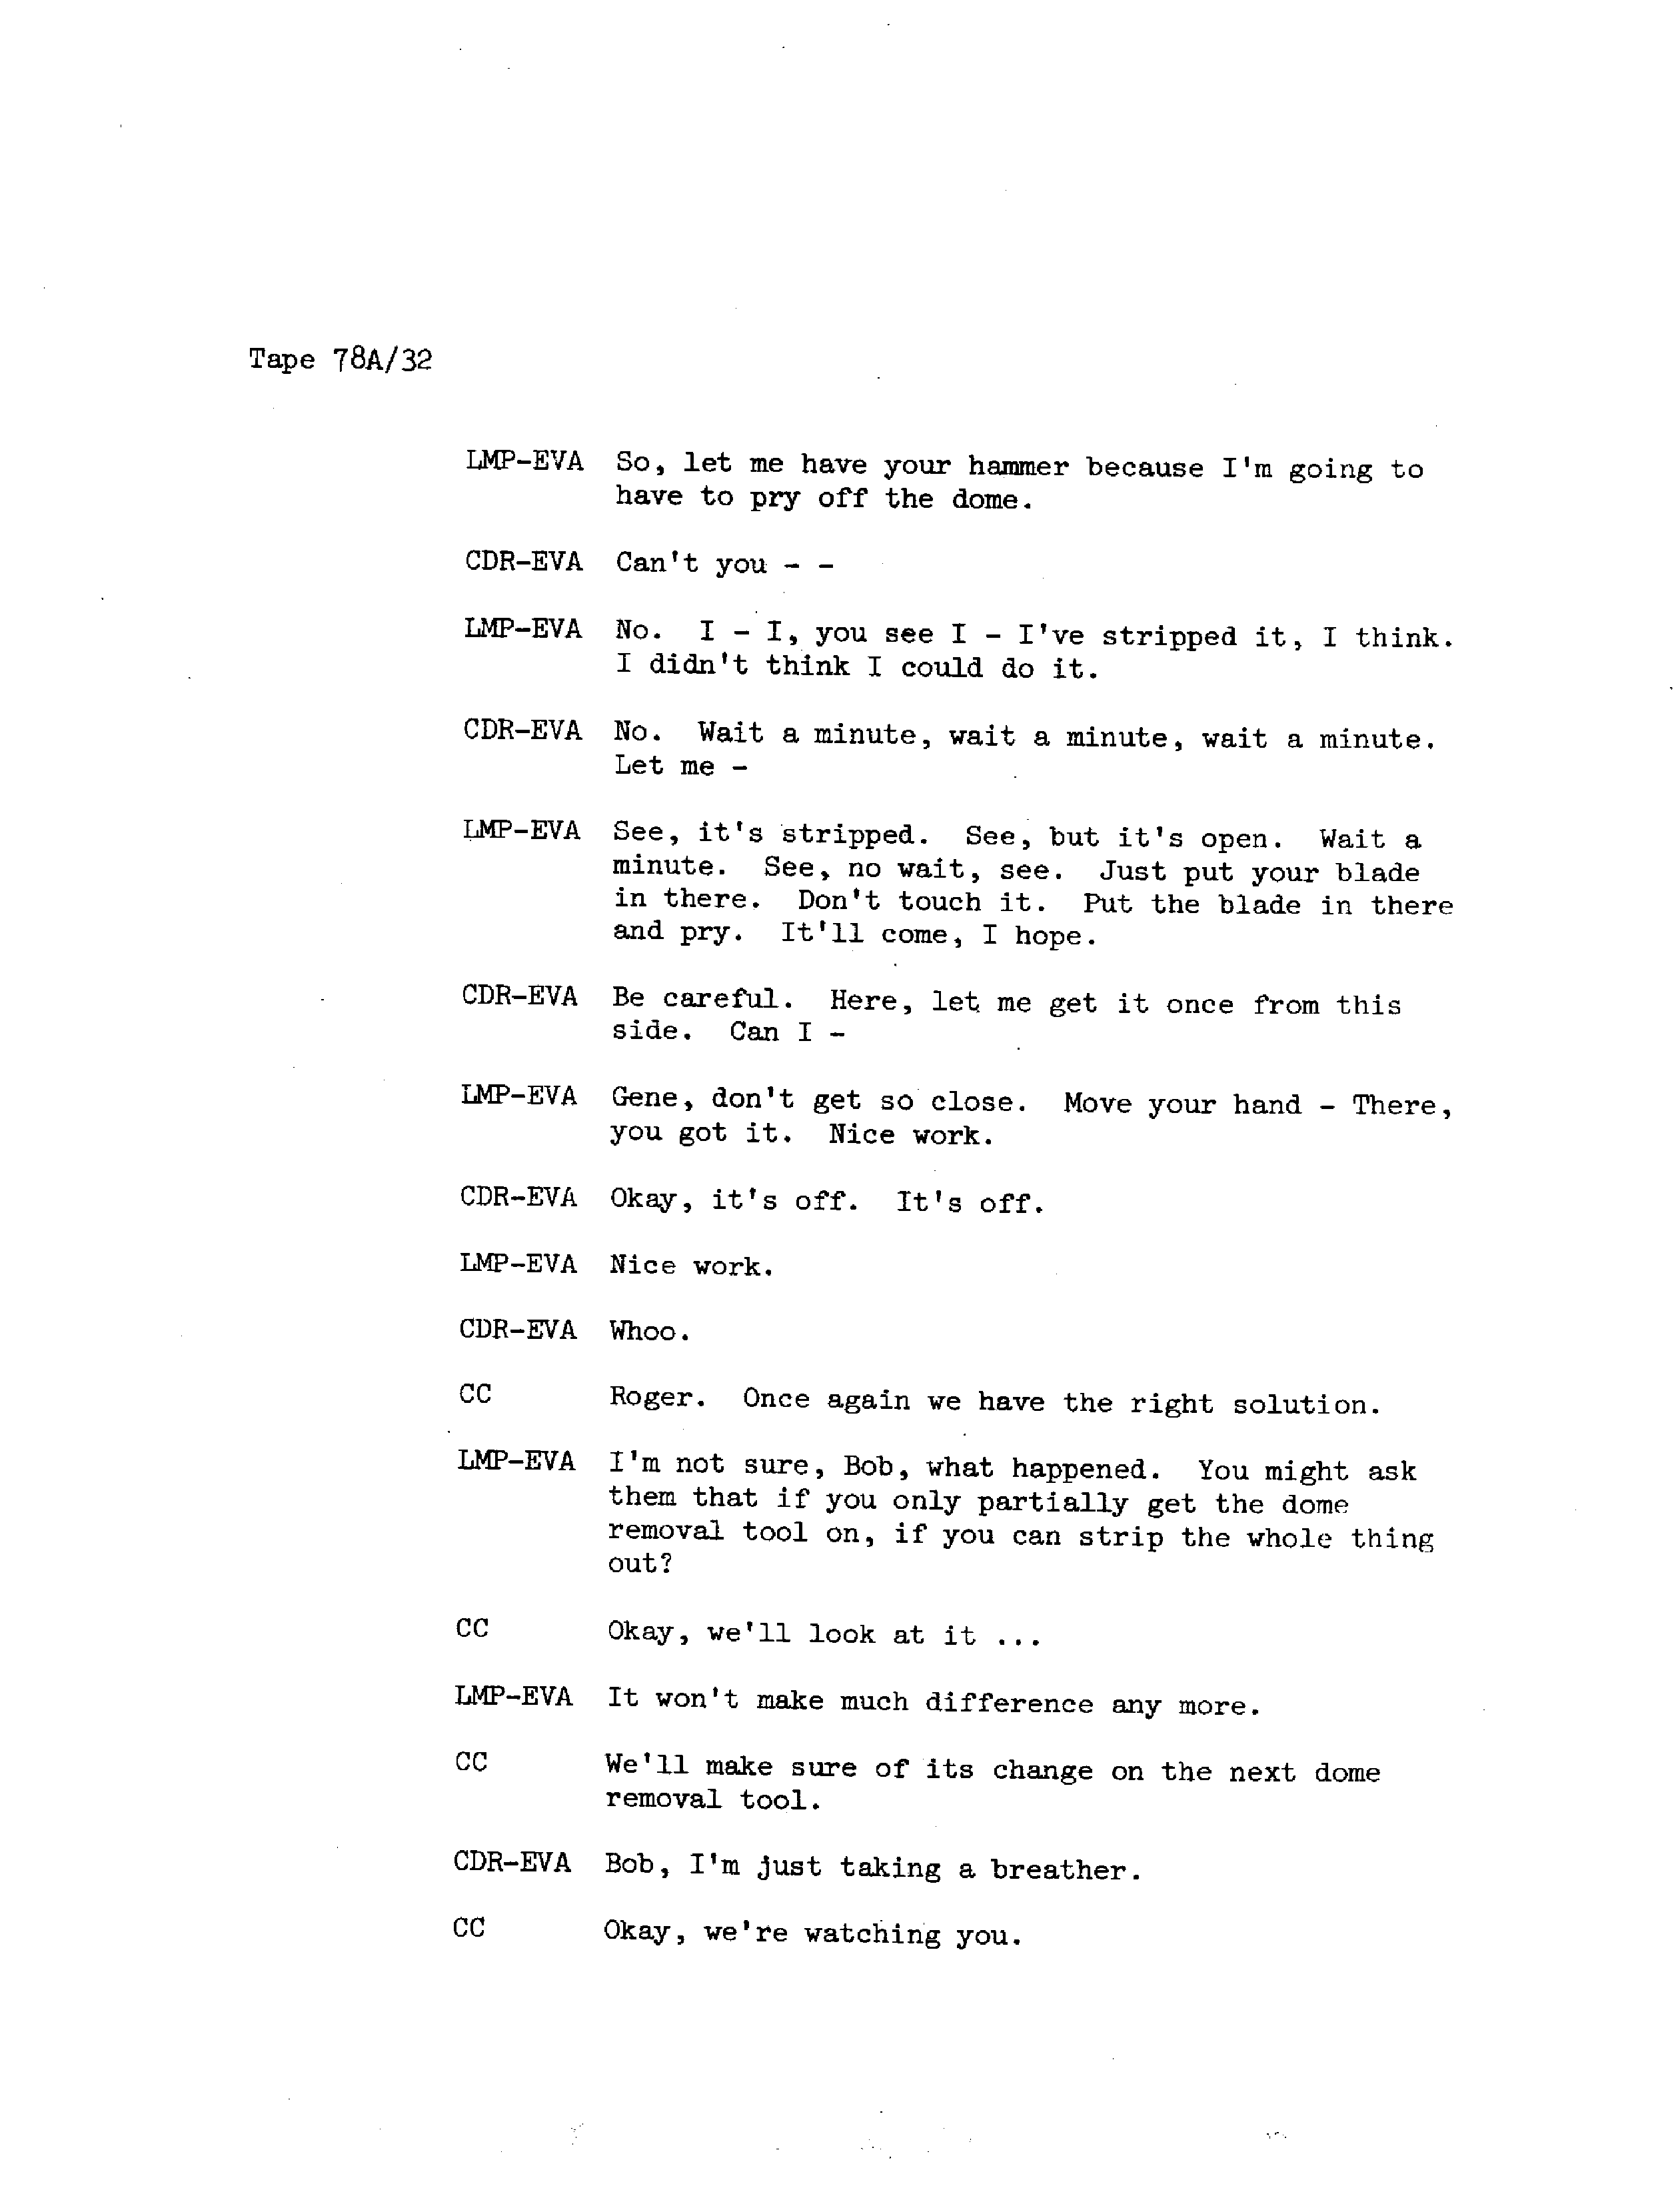 Tape 78A/32
LMP-EVA So, let me have your hammer because I'm going to
have to pry off the dome.
CDR-EVA Can't you - -
LMP-EVA No. I - I, you see I - I've stripped it, I think.
I didn't think I could do it.
CDR-EVA No. Wait a minute, wait a minute, wait a minute.
Let me -
LMP-EVA See, it's stripped. See, but it's open. Wait a
minute. See, no wait, see. Just put your blade
in there. Don't touch it. Put the blade in there
and pry. It'll come, I hope.
CDR-EVA Be careful. Here, let me get it once from this
side. Can I -
LMP-EVA Gene, don't get so close. Move your hand - There,
you got it. Nice work.
CDR-EVA Okay, it's off. It's off.
LMP-EVA Nice work.
CDR-EVA Whoo.
CC Roger. Once again we have the right solution.
LMP-EVA I'm not sure, Bob, what happened. You might ask
them that if you only partially get the dome
removal tool on, if you can strip the whole thing
out?
CC Okay, we'll look at it ...
LMP-EVA It won't make much difference any more.
CC We'll make sure of its change on the next dome
removal tool.
CDR-EVA Bob, I'm just taking a breather.
CC Okay, we're watching you.